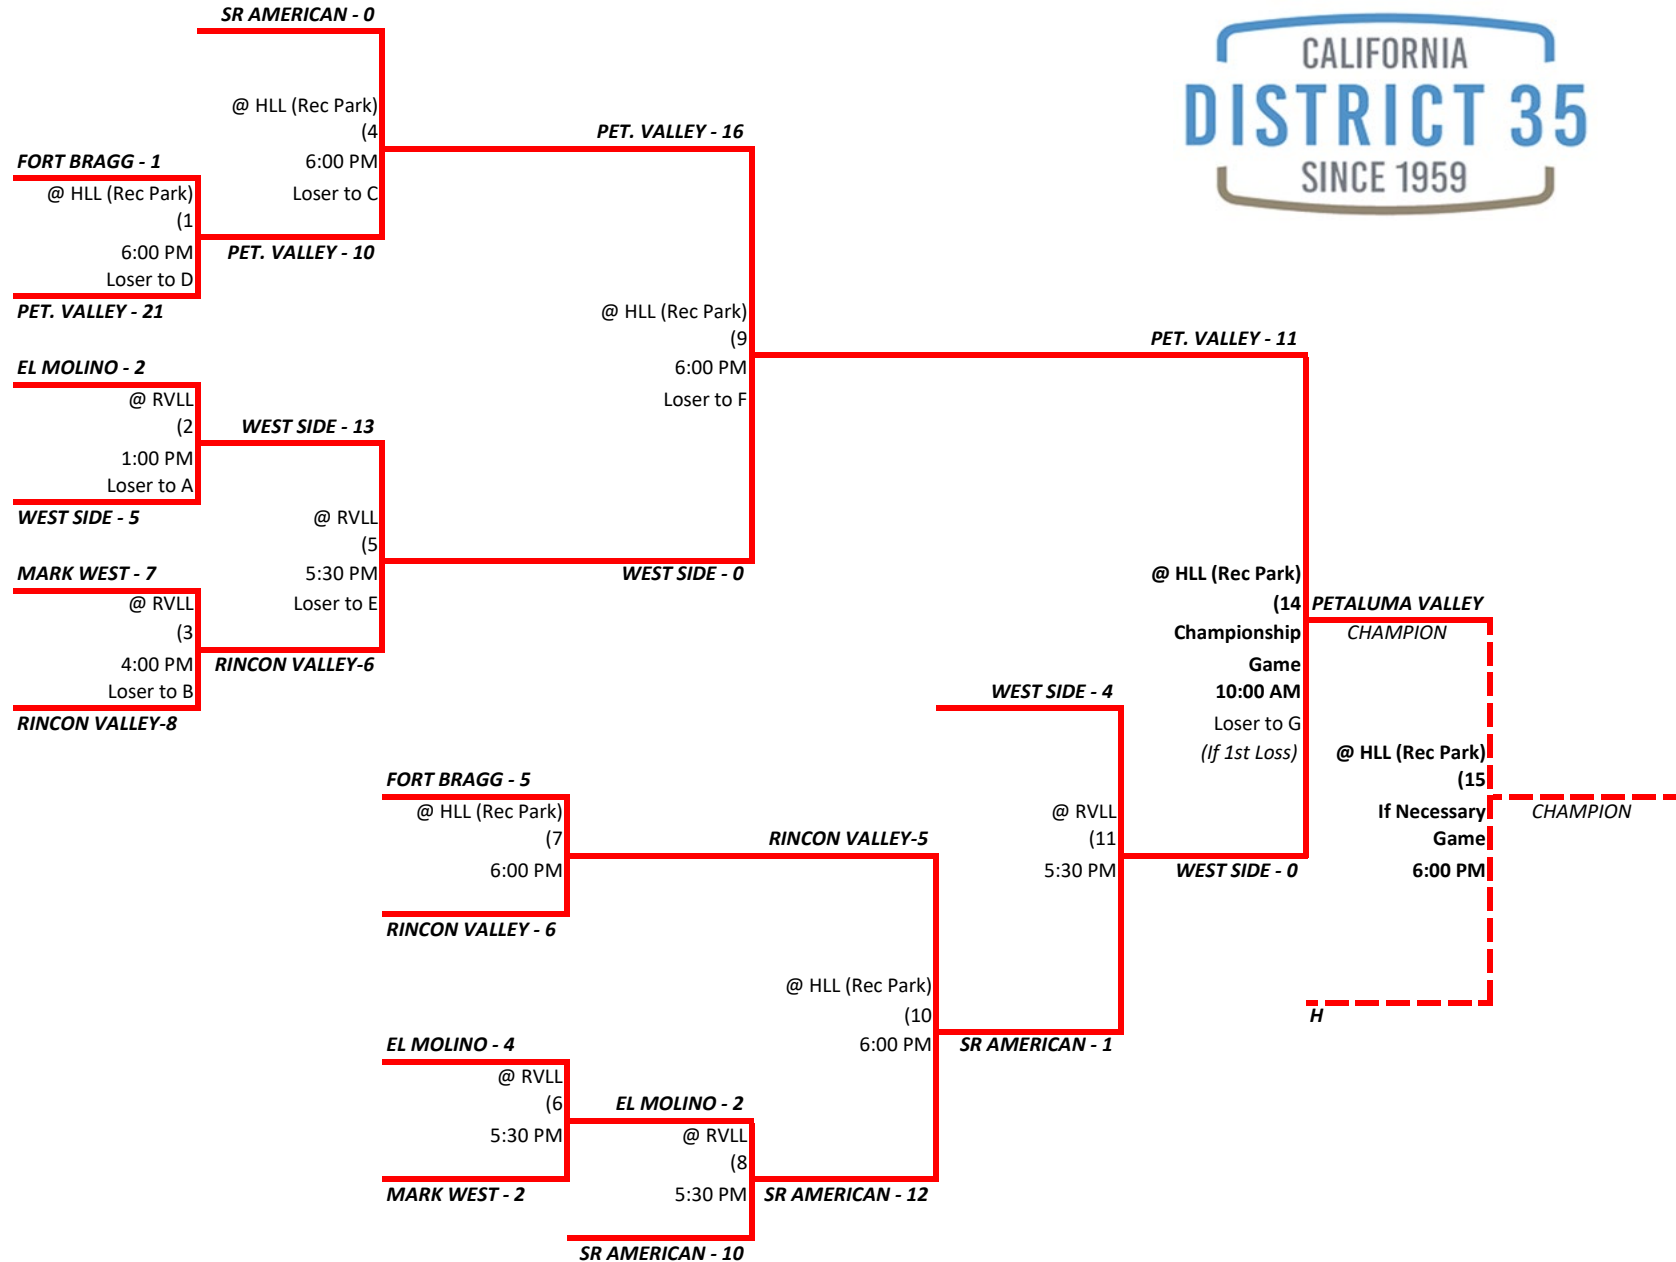 SR AMERICAN - 0
CALIFORNIA
DISTRICT 35
SINCE 1959
@ HLL (Rec Park)
(4
6:00 PM
Loser to C
PET. VALLEY - 16
FORT BRAGG - 1
@ HLL (Rec Park)
(1
6:00 PM
Loser to D
PET. VALLEY - 10
PET. VALLEY - 21
@ HLL (Rec Park)
(9
6:00 PM
Loser to F
PET. VALLEY - 11
EL MOLINO - 2
@ RVLL
(2
1:00 PM
Loser to A
WEST SIDE - 13
WEST SIDE - 5
@ RVLL
(5
5:30 PM
Loser to E
WEST SIDE - 0
MARK WEST - 7
@ RVLL
(3
4:00 PM
Loser to B
RINCON VALLEY-6
RINCON VALLEY-8
@ HLL (Rec Park)
(14
Championship
Game
10:00 AM
Loser to G
(If 1st Loss)
PETALUMA VALLEY
CHAMPION
WEST SIDE - 4
@ HLL (Rec Park)
(15
If Necessary
Game
6:00 PM
CHAMPION
FORT BRAGG - 5
@ HLL (Rec Park)
(7
6:00 PM
RINCON VALLEY-5
@ RVLL
(11
5:30 PM
WEST SIDE - 0
RINCON VALLEY - 6
@ HLL (Rec Park)
(10
6:00 PM
SR AMERICAN - 1
H
EL MOLINO - 4
@ RVLL
(6
5:30 PM
EL MOLINO - 2
@ RVLL
(8
5:30 PM
MARK WEST - 2
SR AMERICAN - 12
SR AMERICAN - 10